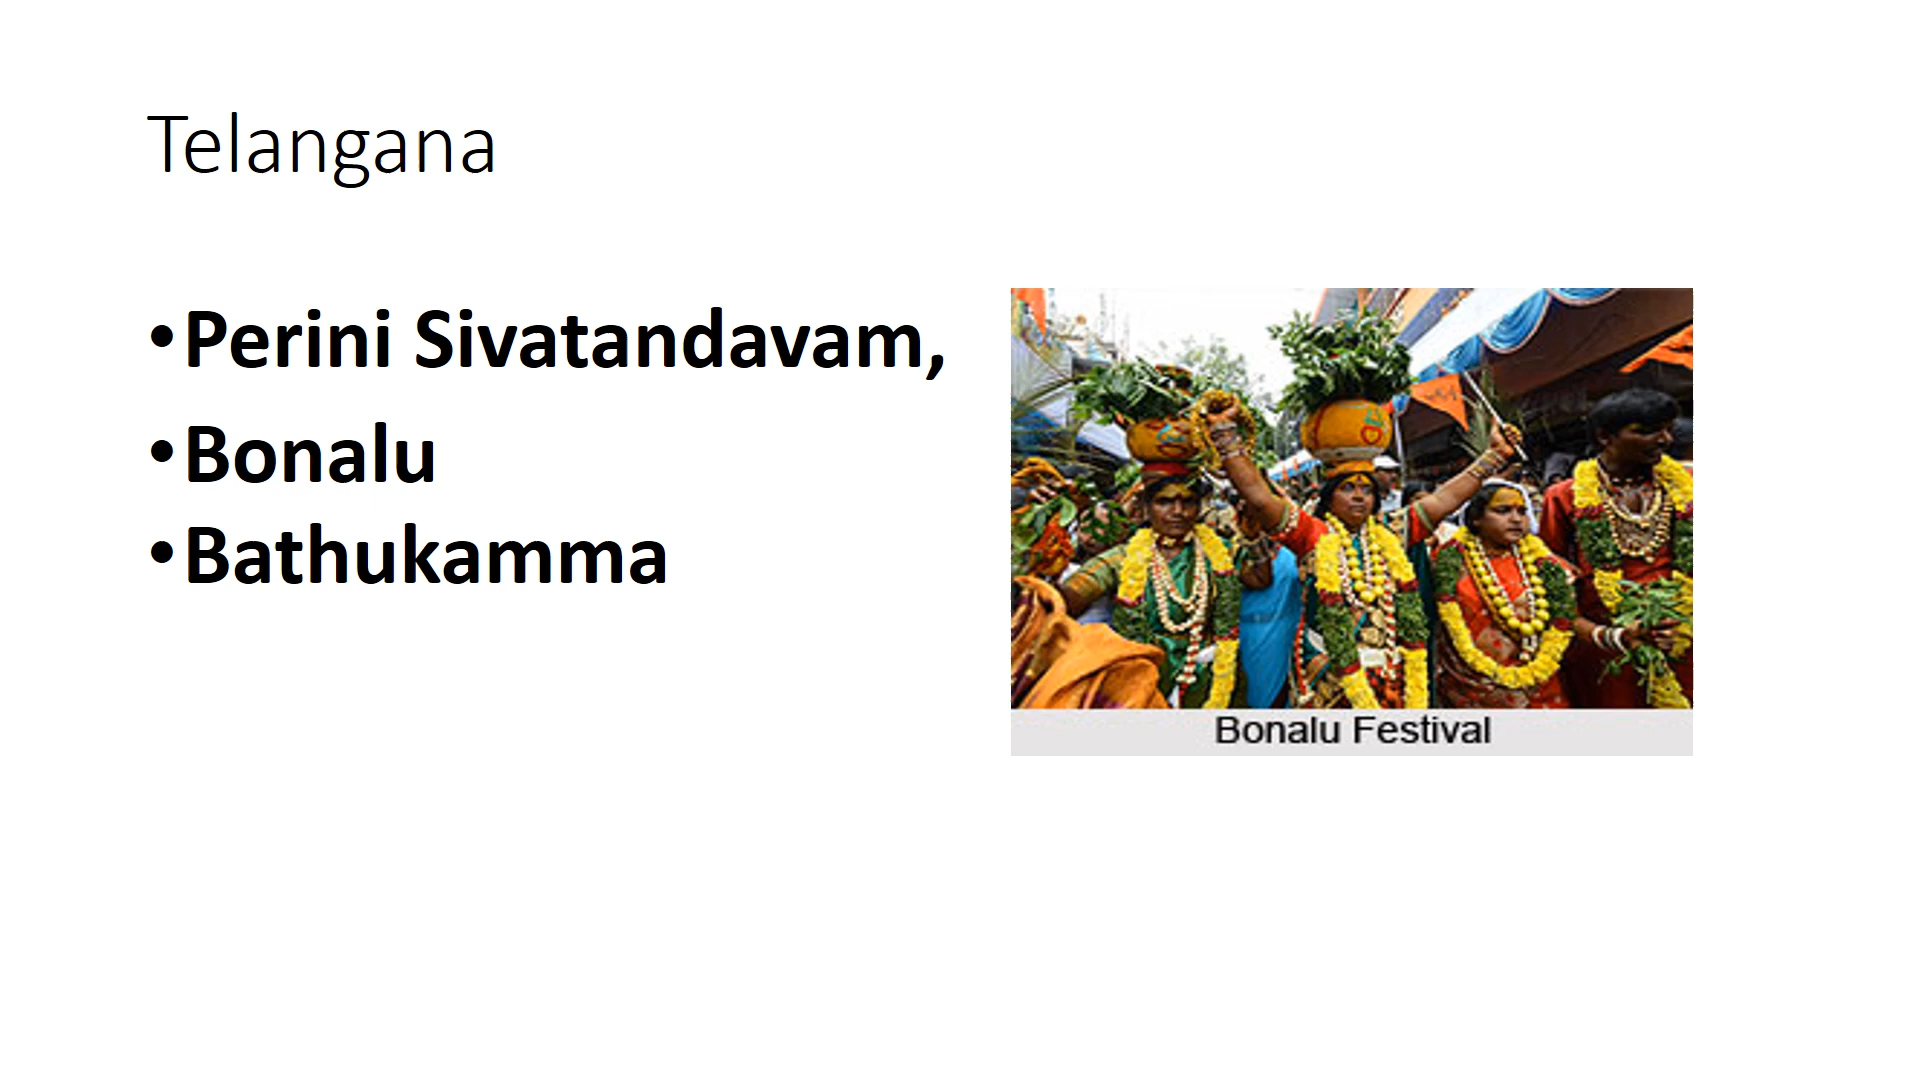 Telangana
•Perini Sivatandavam,
•Bonalu
•Bathukamma
Bonalu Festival